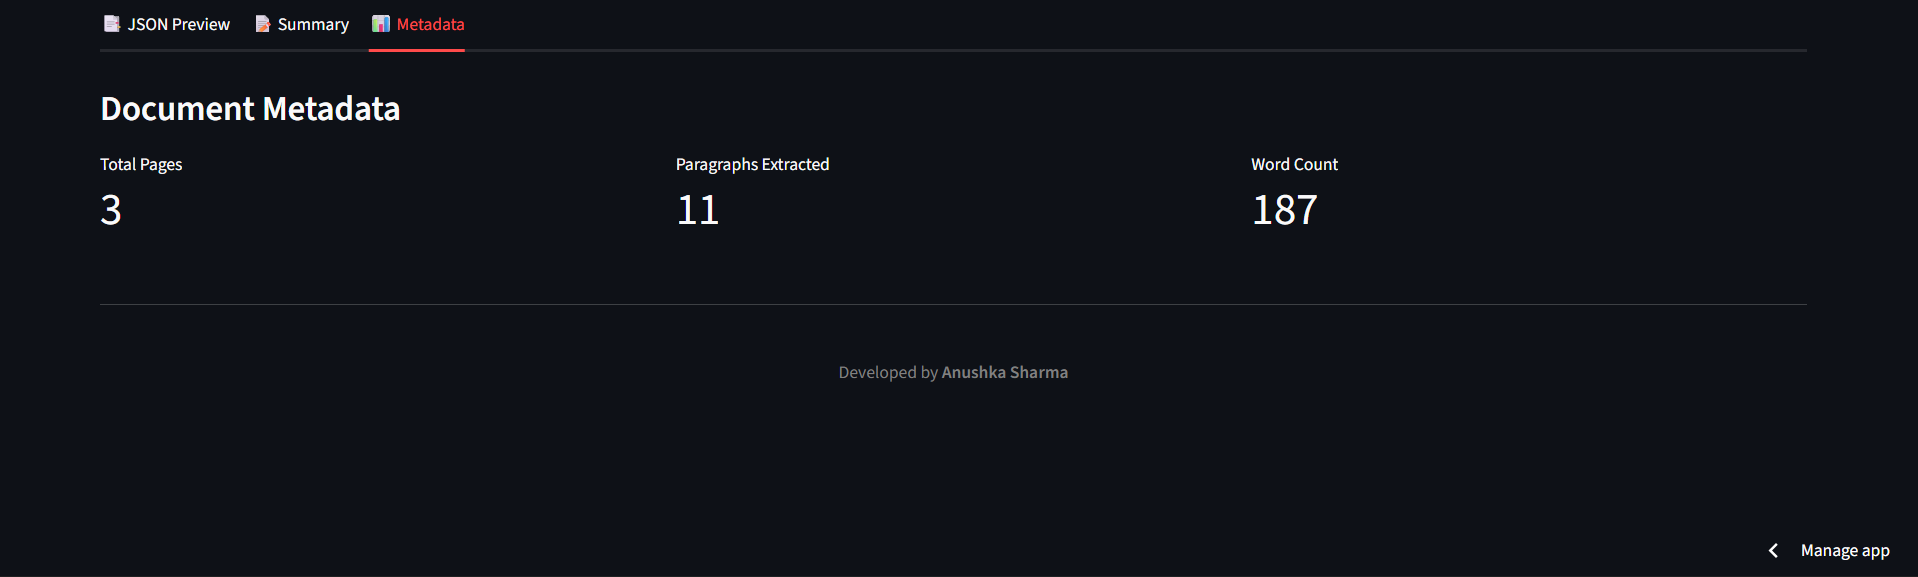 JSON Preview Summary Metadata
Document Metadata
Total Pages Paragraphs Extracted Word Count
3 11 187
Developed by Anushka Sharma
Manage app